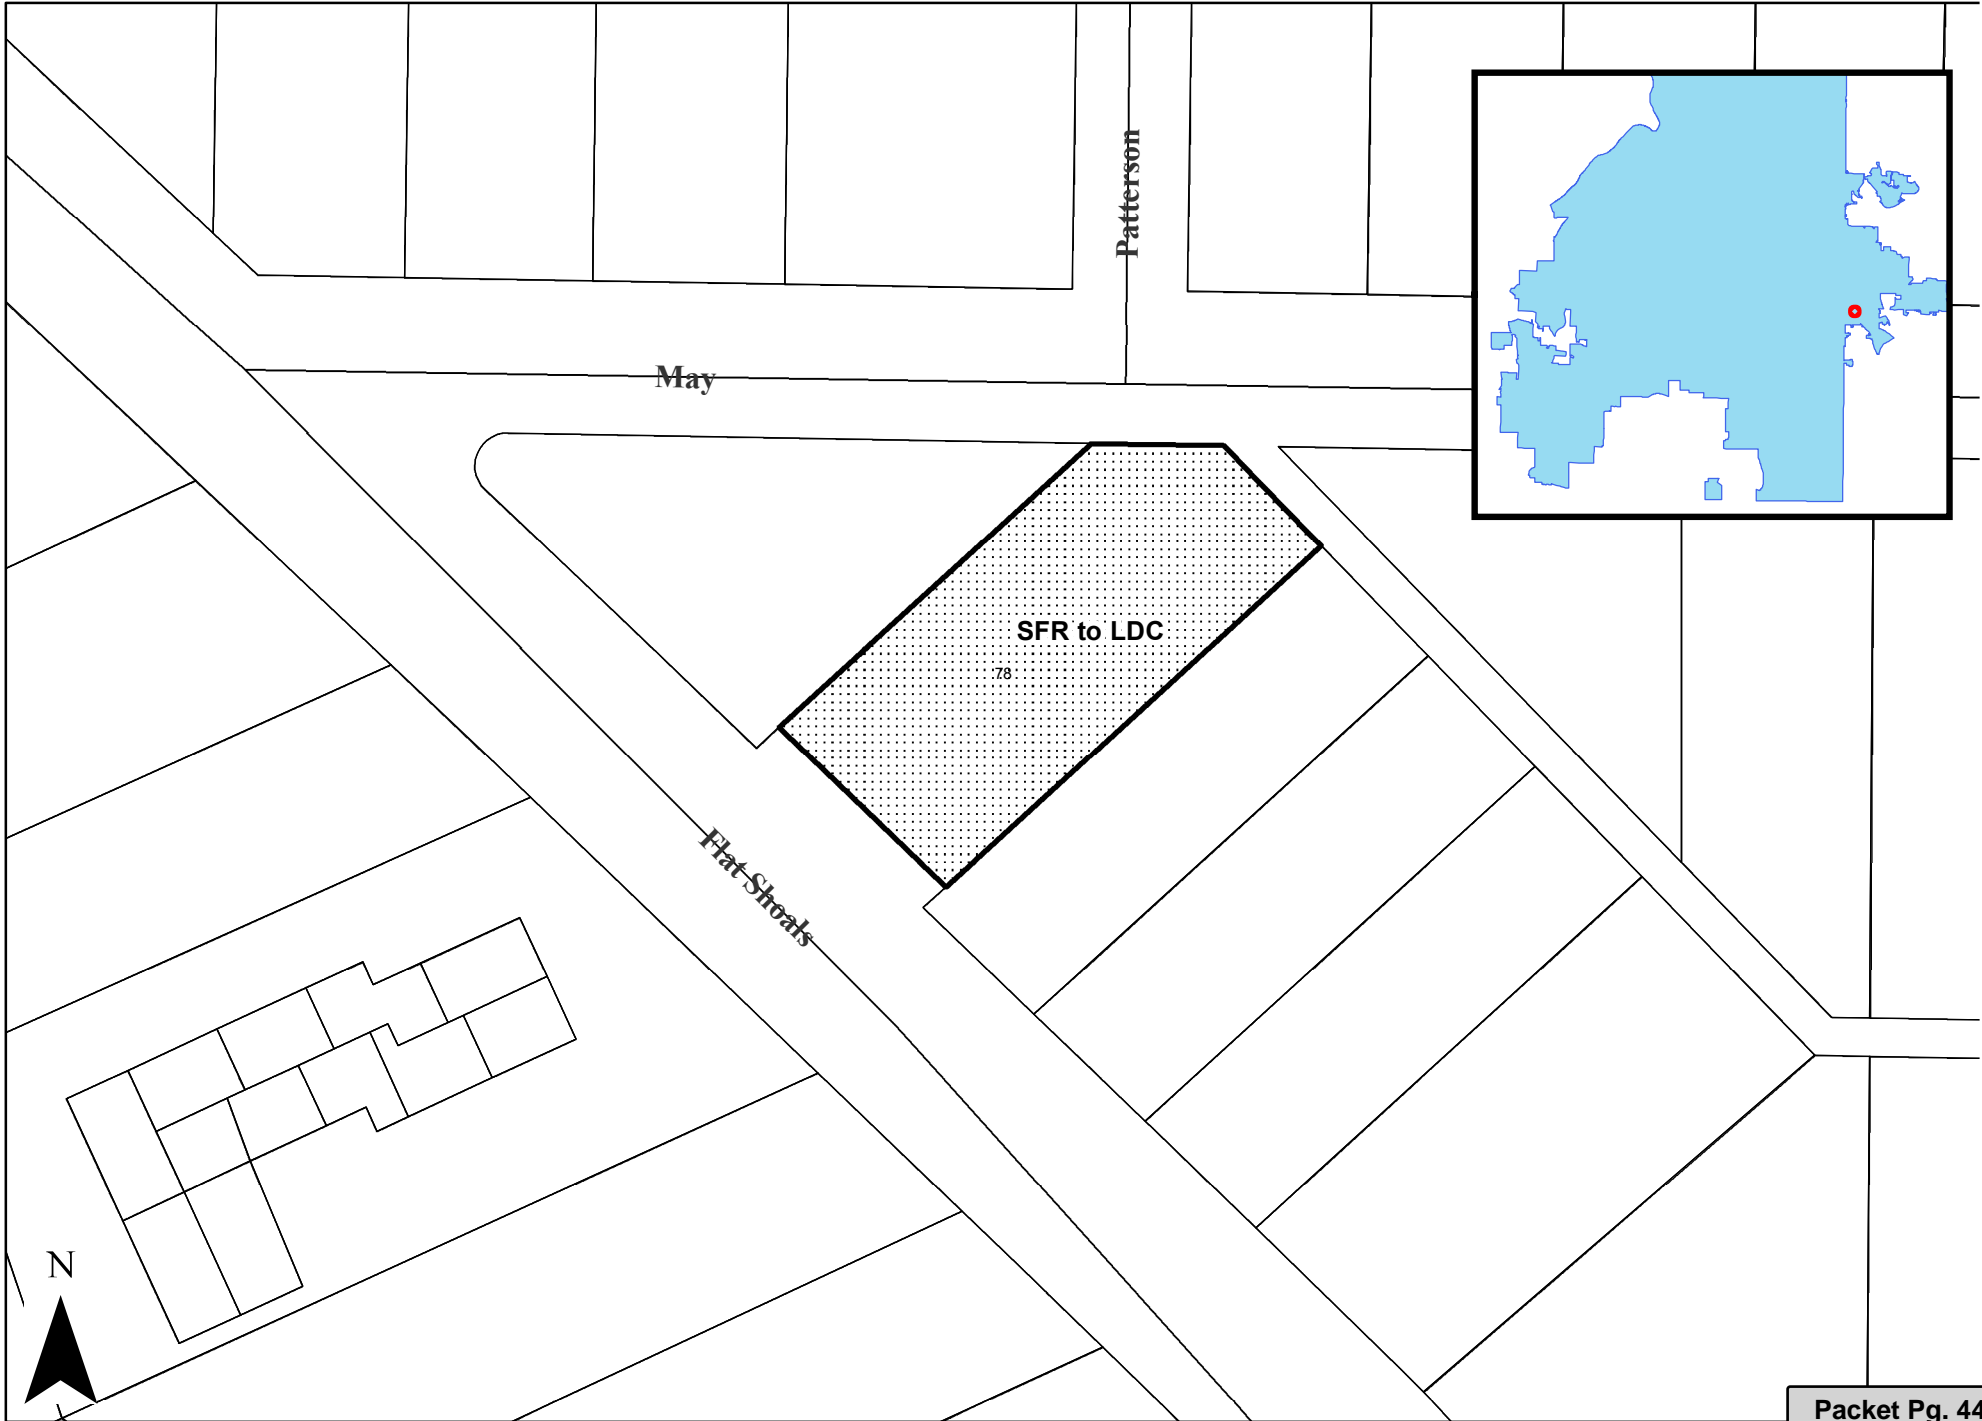 Patterson
May
SFR to LDC
78
Flat Shoals
N
Packet Pg. 44